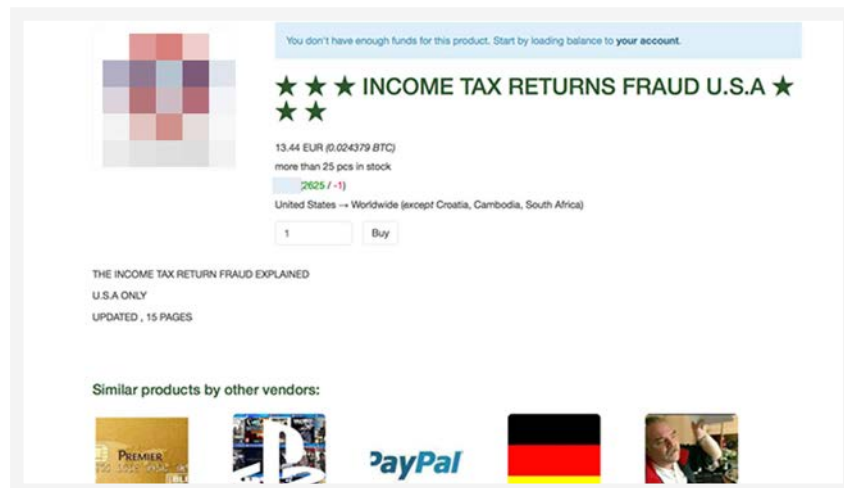 You don't have enough funds for this product. Start by loading balance to your account.
★ ★ ★ INCOME TAX RETURNS FRAUD U.S.A ★
★ ★
13.44 EUR (0.024379 BTC)
more than 25 pcs in stock
(2625 / -1)
United States → Worldwide (except Croatia, Cambodia, South Africa)
1 Buy
THE INCOME TAX RETURN FRAUD EXPLAINED
U.S.A ONLY
UPDATED , 15 PAGES
Similar products by other vendors:
PREMIER
PayPal